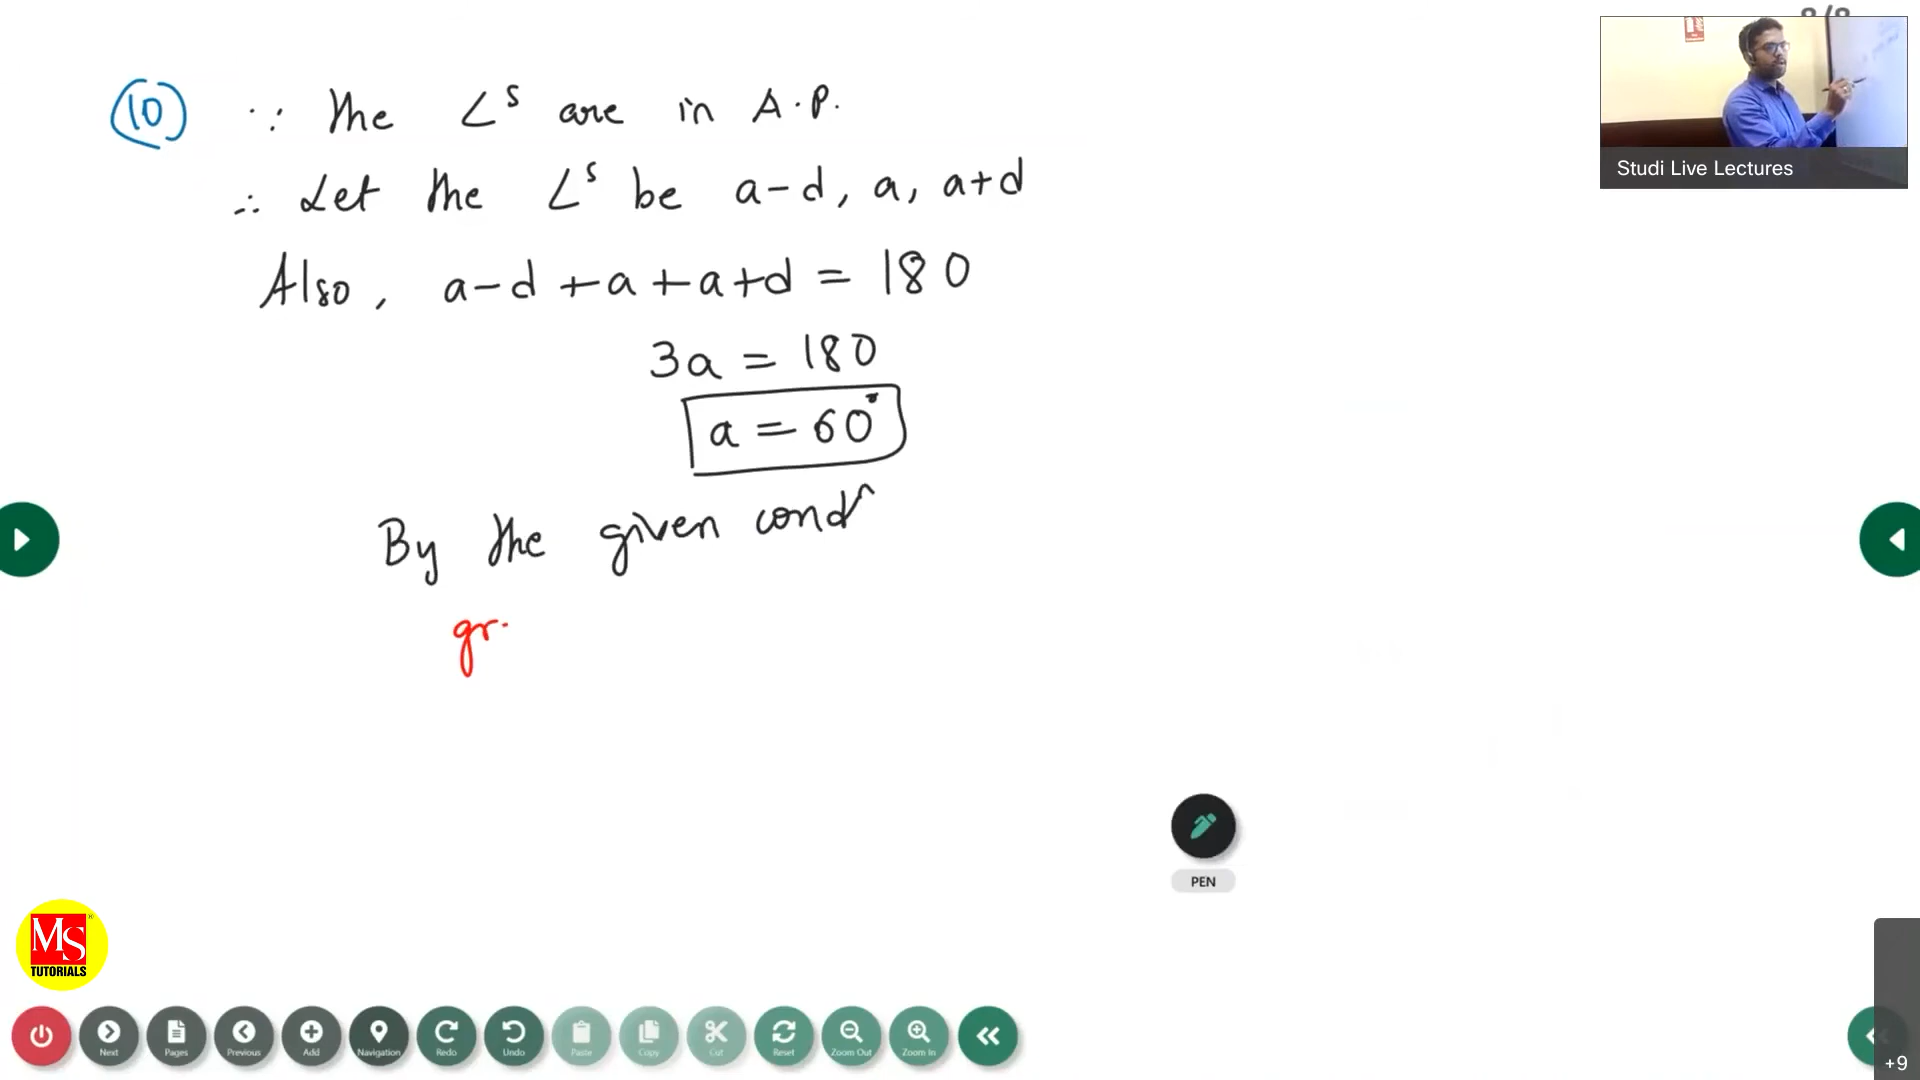 8/8
Studi Live Lectures
(10) ∵ the ∠s are in A.P.
∴ Let the ∠s be a-d, a, a+d
Also, a-d+a+a+d = 180
3a = 180
a = 60°
By the given condn
gr.
PEN
MS
TUTORIALS
Next Pages Previous Add Navigation Redo Undo Paste Copy Cut Reset Zoom Out Zoom In
+9